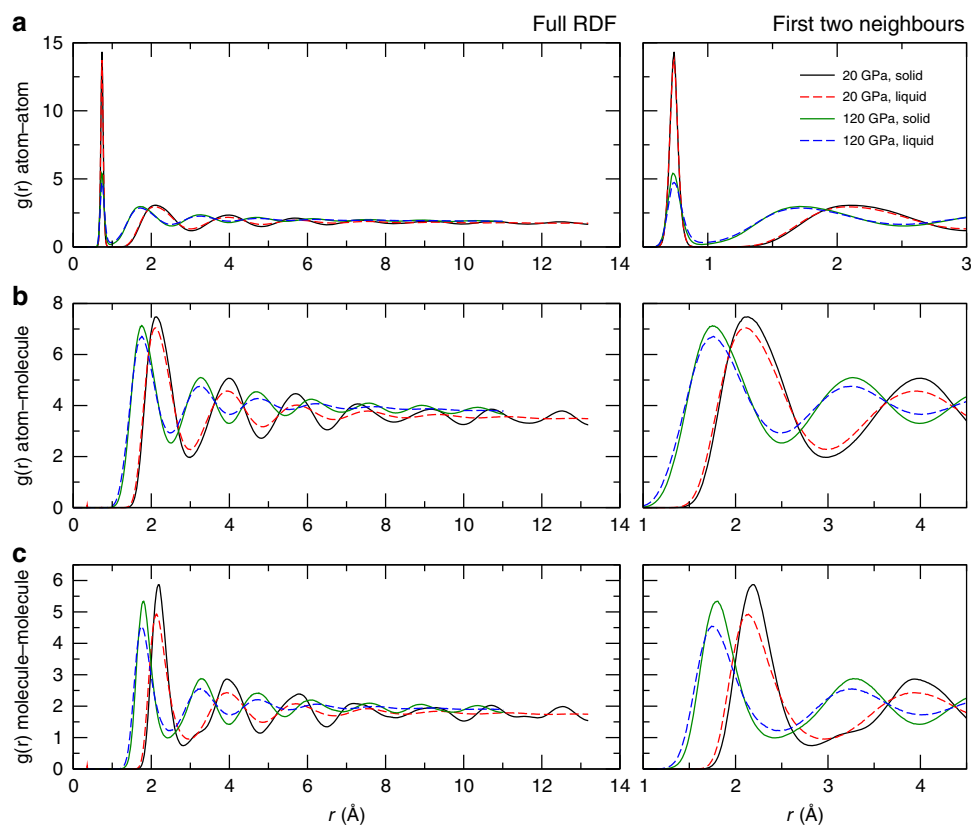 a
Full RDF
First two neighbours
15
10
5
0
g(r) atom–atom
0 2 4 6 8 10 12 14
1 2 3
20 GPa, solid
20 GPa, liquid
120 GPa, solid
120 GPa, liquid
b
8
6
4
2
0
g(r) atom–molecule
0 2 4 6 8 10 12 14
1 2 3 4
c
6
5
4
3
2
1
0
g(r) molecule–molecule
0 2 4 6 8 10 12 14
1 2 3 4
r (Å)
r (Å)